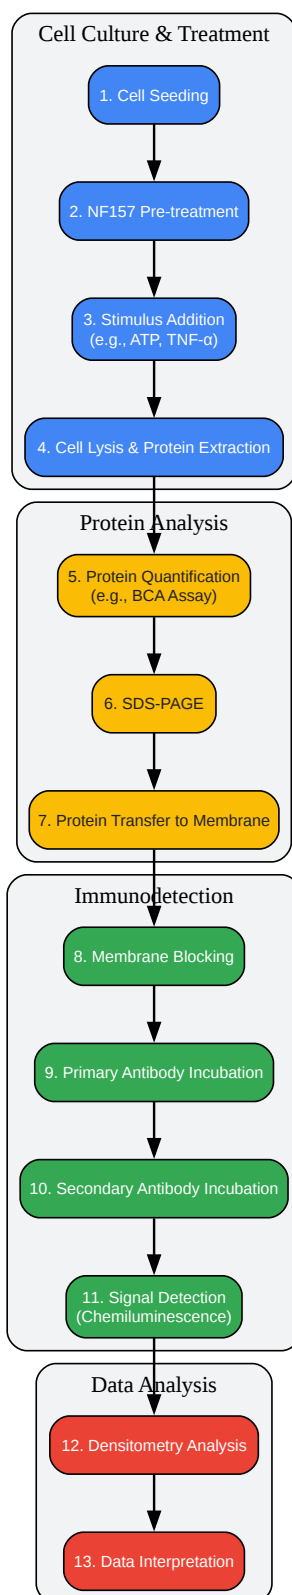 Cell Culture & Treatment
1. Cell Seeding
2. NF157 Pre-treatment
3. Stimulus Addition
(e.g., ATP, TNF-α)
4. Cell Lysis & Protein Extraction
Protein Analysis
5. Protein Quantification
(e.g., BCA Assay)
6. SDS-PAGE
7. Protein Transfer to Membrane
Immunodetection
8. Membrane Blocking
9. Primary Antibody Incubation
10. Secondary Antibody Incubation
11. Signal Detection
(Chemiluminescence)
Data Analysis
12. Densitometry Analysis
13. Data Interpretation